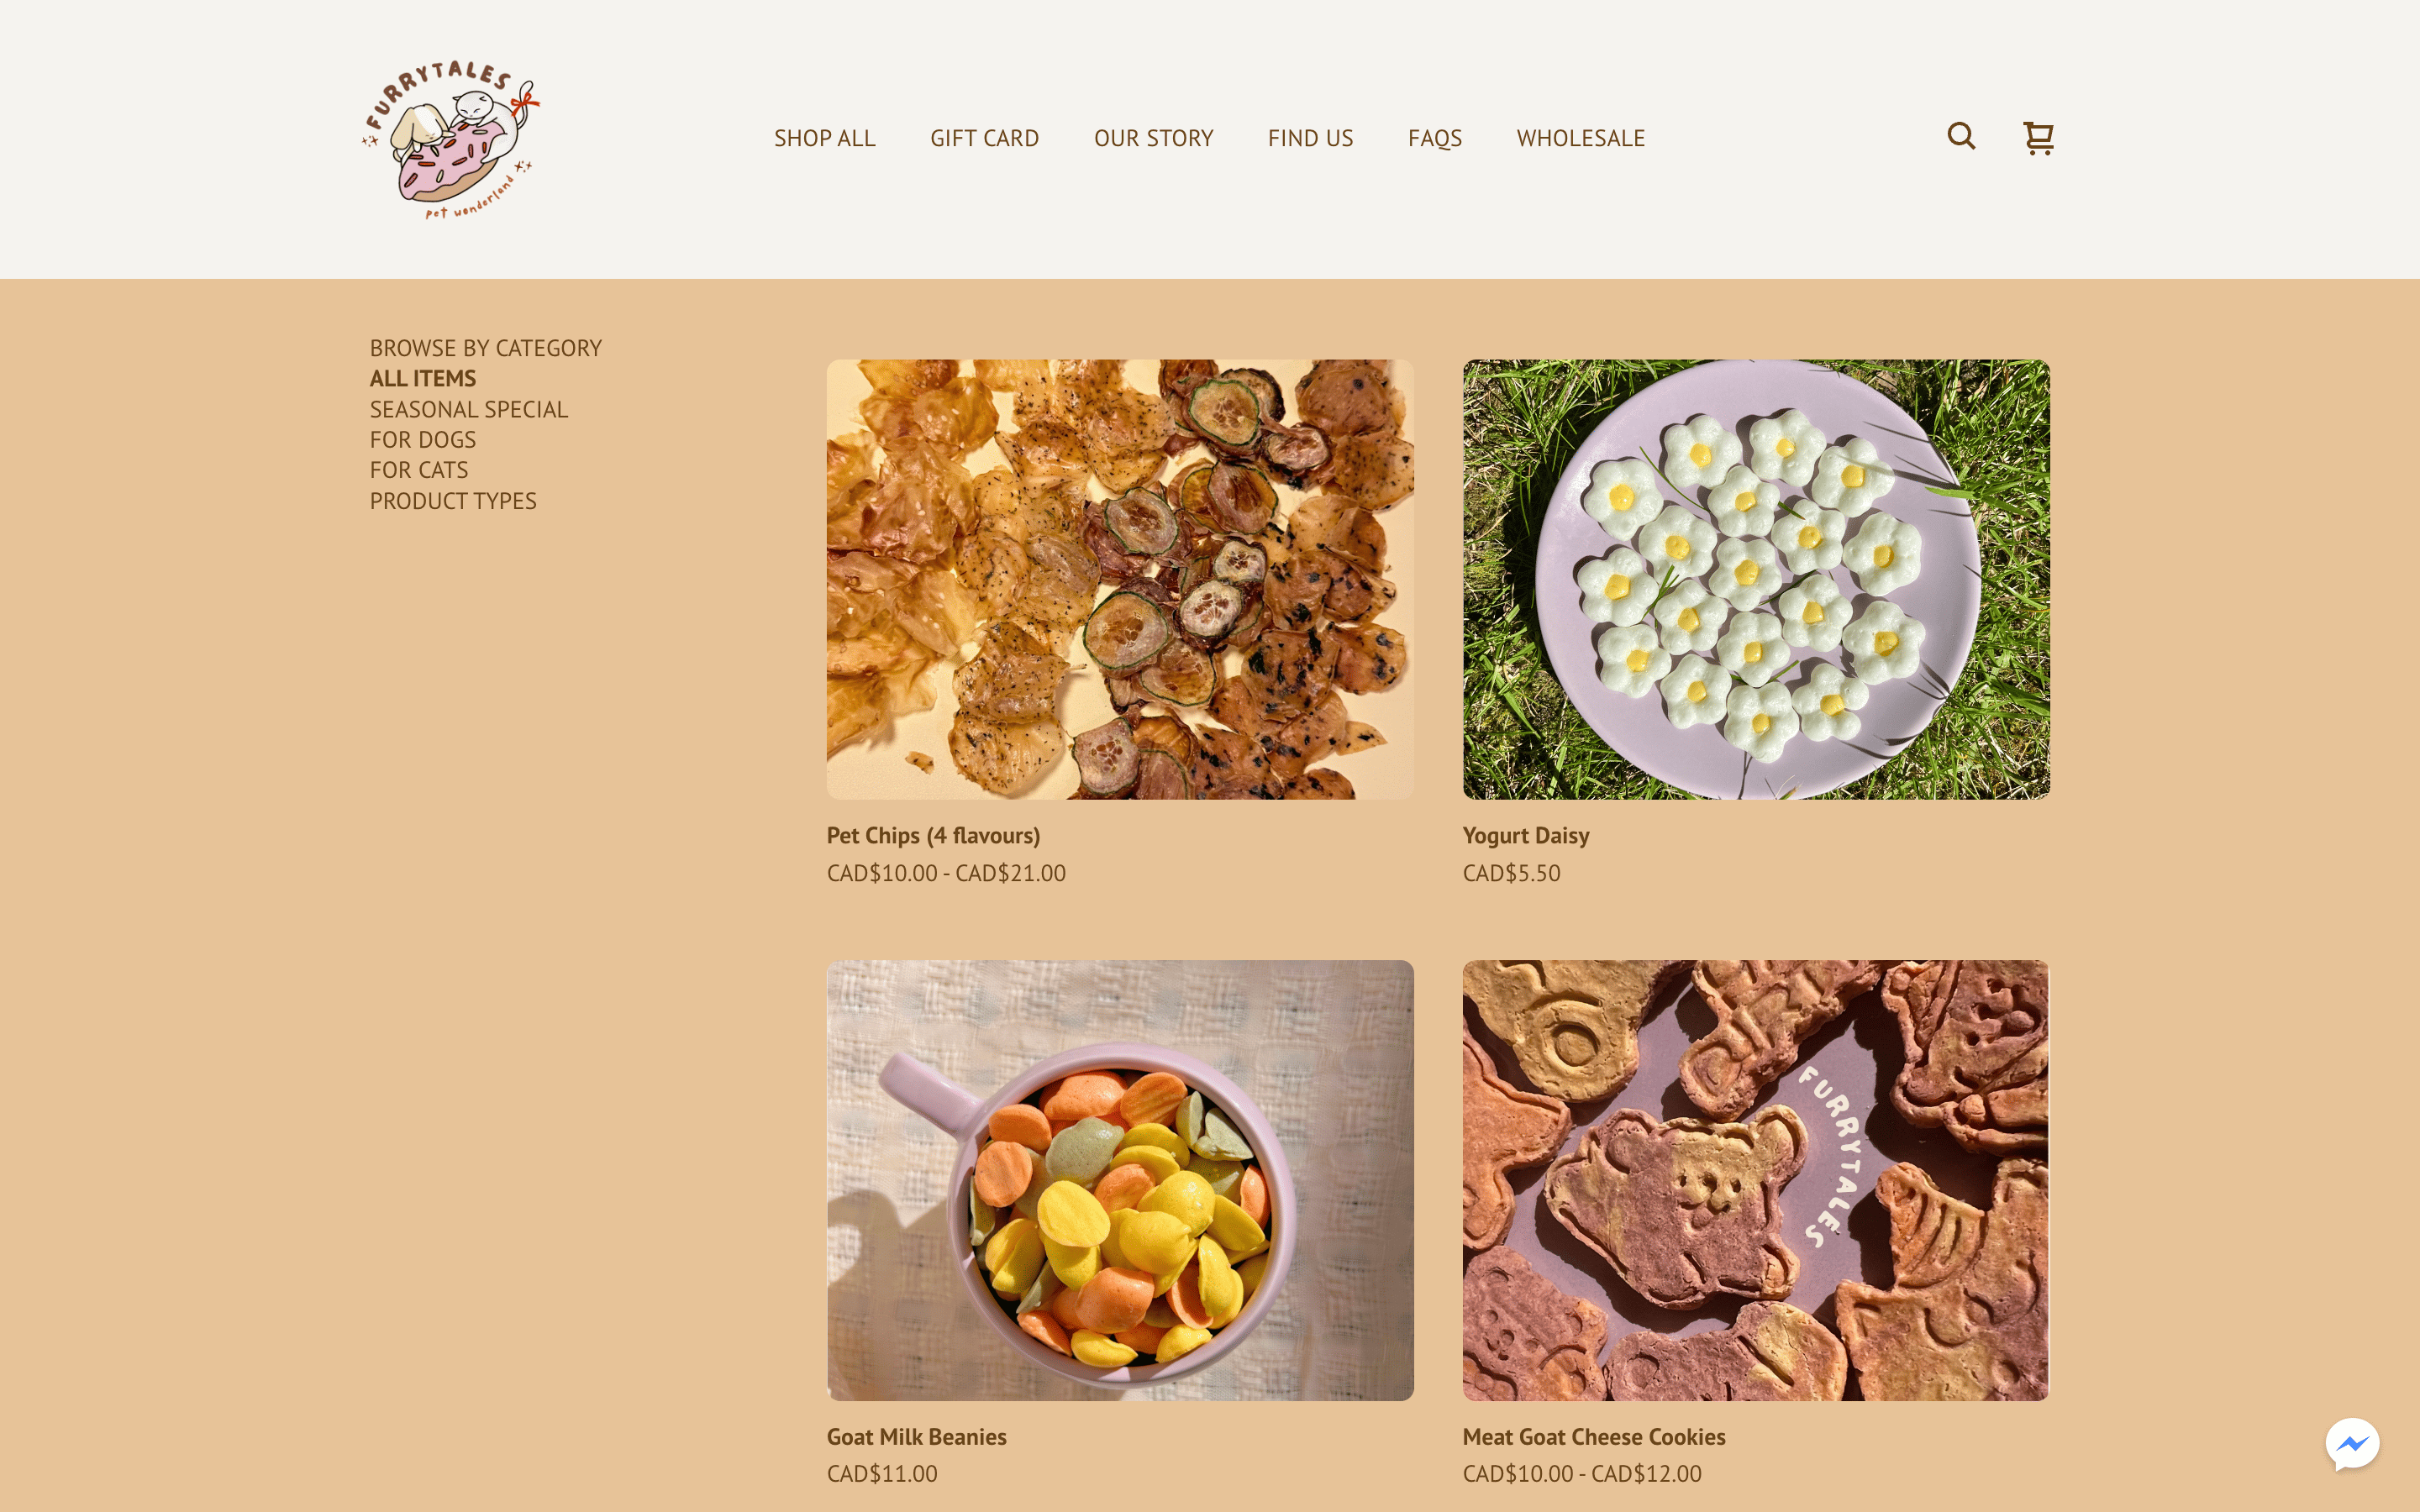 FURRYTALES
pet wonderland
SHOP ALL
GIFT CARD
OUR STORY
FIND US
FAQS
WHOLESALE
BROWSE BY CATEGORY
ALL ITEMS
SEASONAL SPECIAL
FOR DOGS
FOR CATS
PRODUCT TYPES
Pet Chips (4 flavours)
CAD$10.00 - CAD$21.00
Yogurt Daisy
CAD$5.50
FURRYTALES
Goat Milk Beanies
CAD$11.00
Meat Goat Cheese Cookies
CAD$10.00 - CAD$12.00